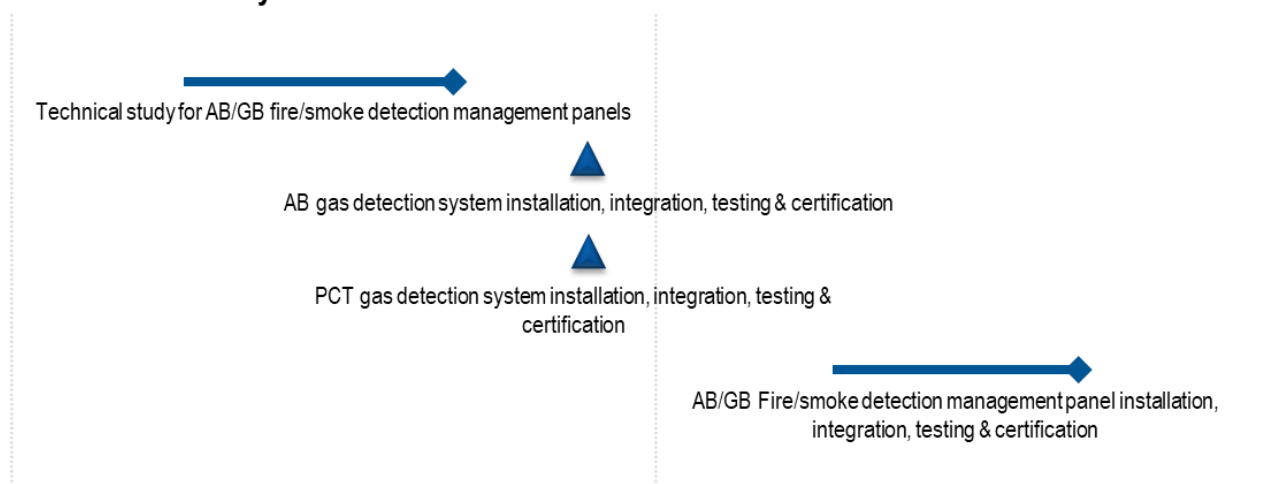 Technical study for AB/GB fire/smoke detection management panels
AB gas detection system installation, integration, testing & certification
PCT gas detection system installation, integration, testing &
certification
AB/GB Fire/smoke detection management panel installation,
integration, testing & certification